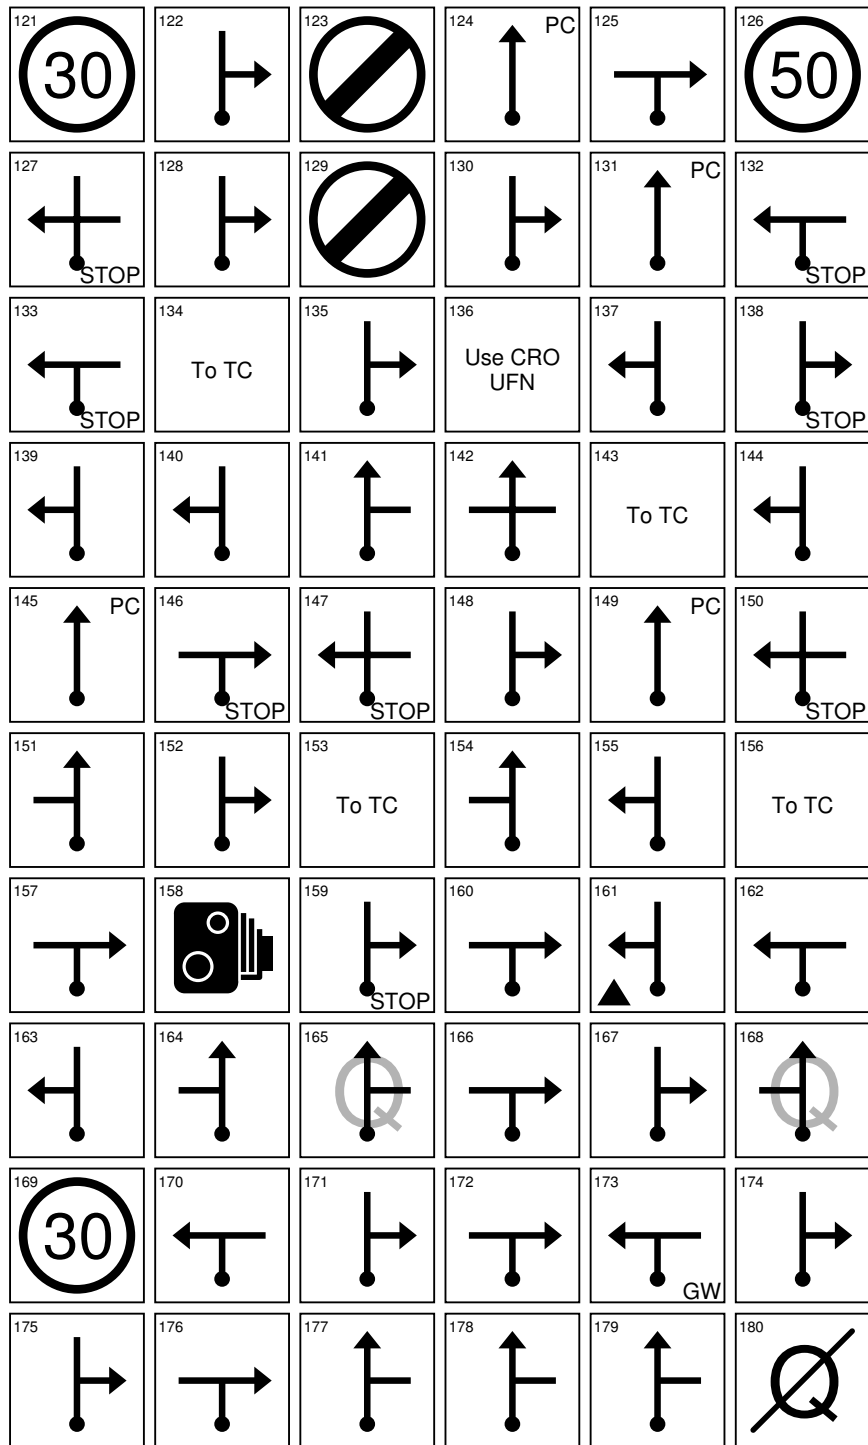 121
30
122
123
124
PC
125
126
50
127
STOP
128
129
130
131
PC
132
STOP
133
STOP
134
To TC
135
136
Use CRO
UFN
137
138
STOP
139
140
141
142
143
To TC
144
145
PC
146
STOP
147
STOP
148
149
PC
150
STOP
151
152
153
To TC
154
155
156
To TC
157
158
159
STOP
160
161
162
163
164
165
Q
166
167
168
Q
169
30
170
171
172
173
GW
174
175
176
177
178
179
180
Q